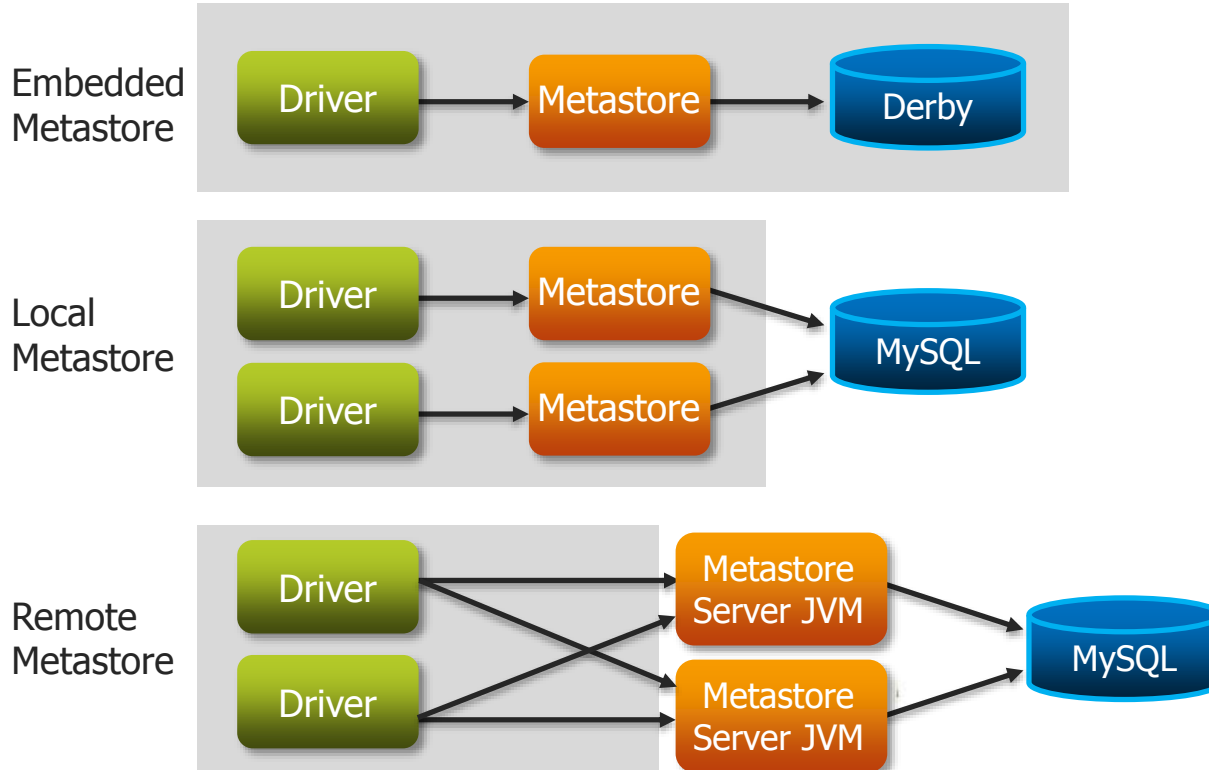 Embedded
Metastore
Driver
Metastore
Derby
Local
Metastore
Driver
Metastore
Driver
Metastore
MySQL
Remote
Metastore
Driver
Driver
Metastore
Server JVM
Metastore
Server JVM
MySQL